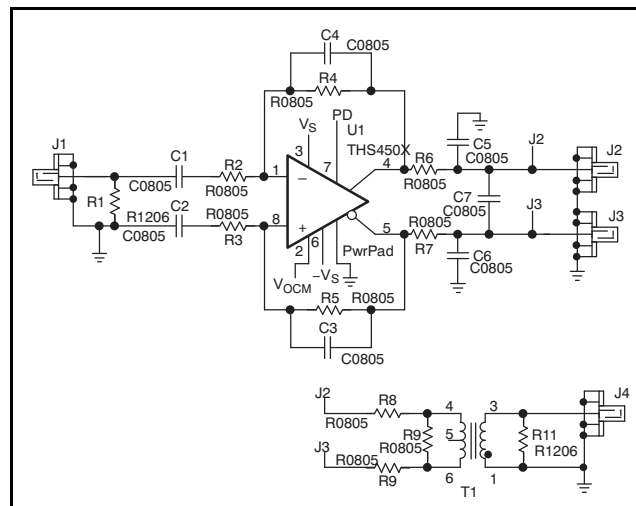 C4
C0805
R4
R0805
PD
U1
V_S
THS450X
3
7
4
J1
C1
R2
C0805
R0805
1
–
R1
R1206
C2
C0805
R0805
R3
8
+
2
6
5
PwrPad
V_OCM
–V_S
R5
R0805
C3
C0805
R6
R0805
C5
C0805
J2
J2
C7
C0805
J3
J3
R0805
R7
C6
C0805
J2
R8
R0805
J3
R0805
R9
R9
R0805
4
5
6
3
1
T1
R11
R1206
J4